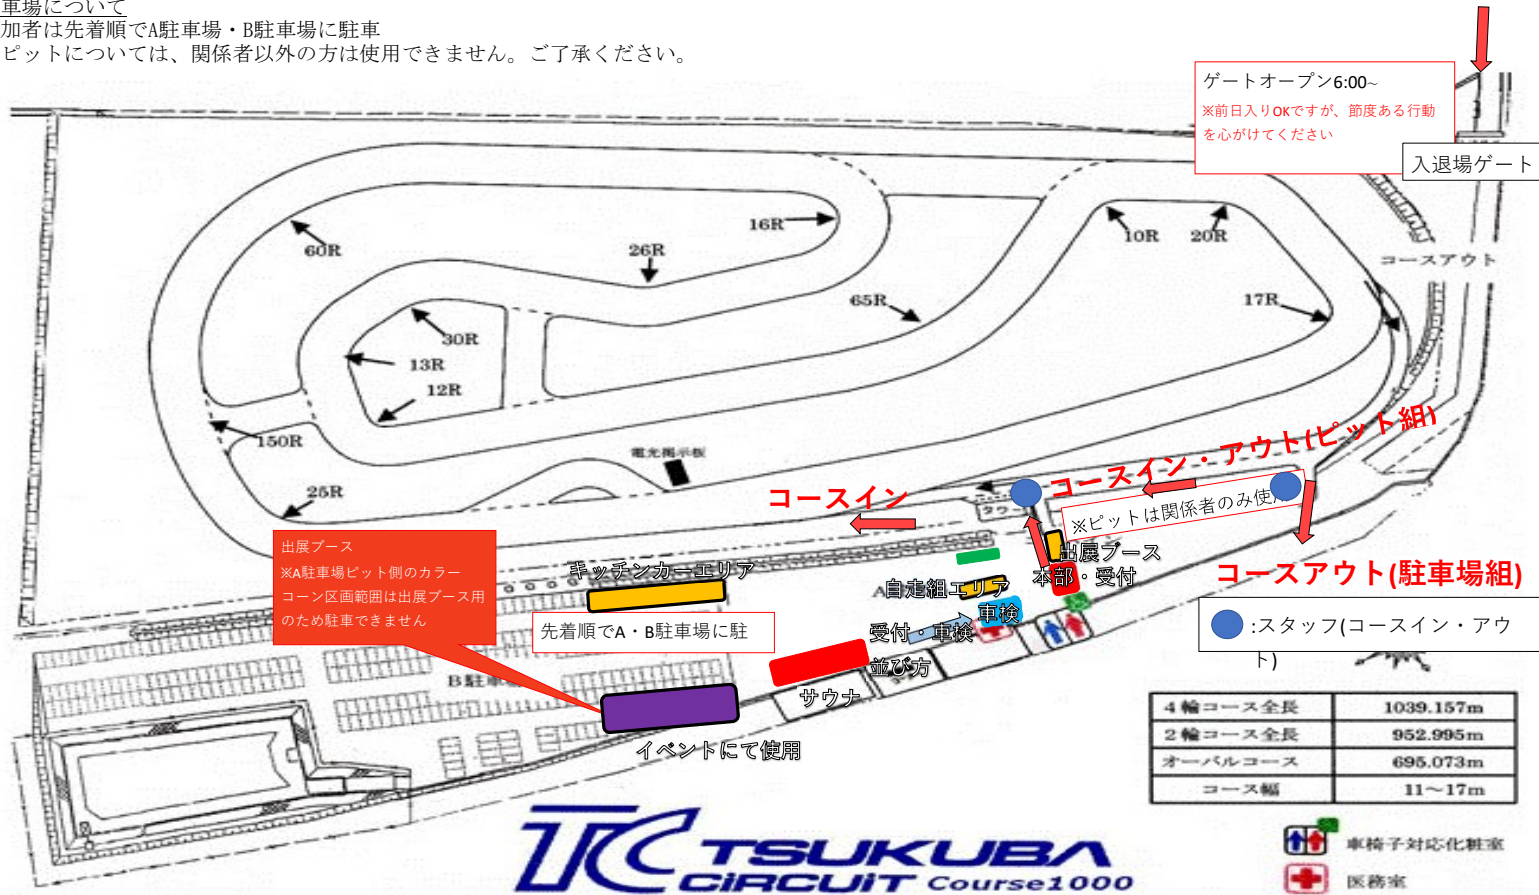 車場について
加者は先着順でA駐車場・B駐車場に駐車
ピットについては、関係者以外の方は使用できません。ご了承ください。
ゲートオープン6:00~
※前日入りOKですが、節度ある行動
を心がけてください
入退場ゲート
コースアウト
60R
26R
16R
10R
20R
65R
17R
30R
13R
12R
150R
25R
電光掲示板
コースイン
コースイン・アウト(ピット組)
タワー
※ピットは関係者のみ使
出展ブース
本部・受付
コースアウト(駐車場組)
:スタッフ(コースイン・アウ
ト)
出展ブース
※A駐車場ピット側のカラー
コーン区画範囲は出展ブース用
のため駐車できません
キッチンカーエリア
先着順でA・B駐車場に駐
A
自走組エリア
車検
受付・車検
並び方
サウナ
B駐車場
イベントにて使用
4輪コース全長 1039.157m
2輪コース全長 952.995m
オーバルコース 695.073m
コース幅 11～17m
TC TSUKUBA
CiRCUiT Course1000
車椅子対応化粧室
医務室